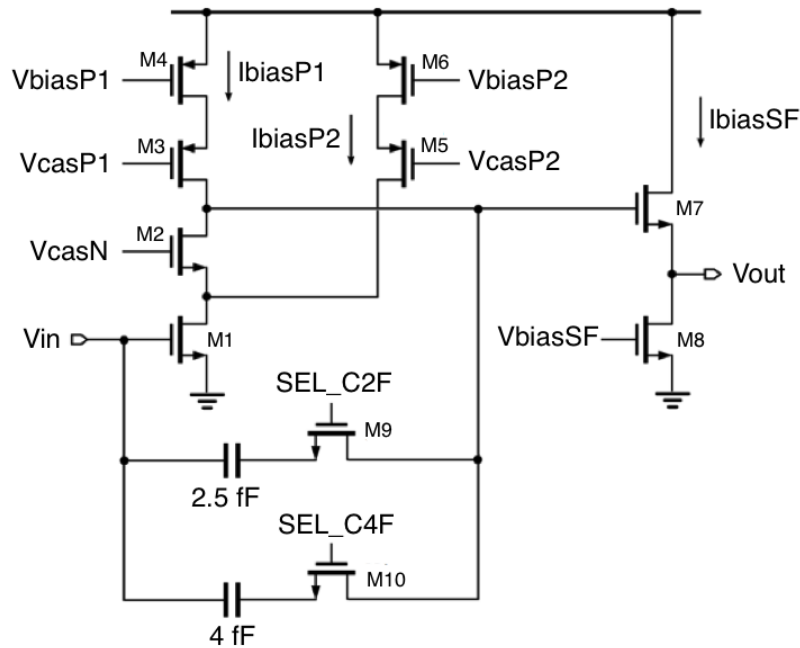 M4
VbiasP1
IbiasP1
M6
VbiasP2
IbiasSF
M3
VcasP1
IbiasP2
M5
VcasP2
M2
VcasN
M7
Vout
Vin
M1
VbiasSF
M8
SEL_C2F
M9
2.5 fF
SEL_C4F
M10
4 fF